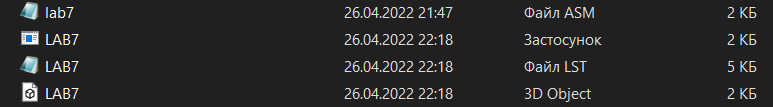 lab7 26.04.2022 21:47 Файл ASM 2 КБ
LAB7 26.04.2022 22:18 Застосунок 2 КБ
LAB7 26.04.2022 22:18 Файл LST 5 КБ
LAB7 26.04.2022 22:18 3D Object 2 КБ